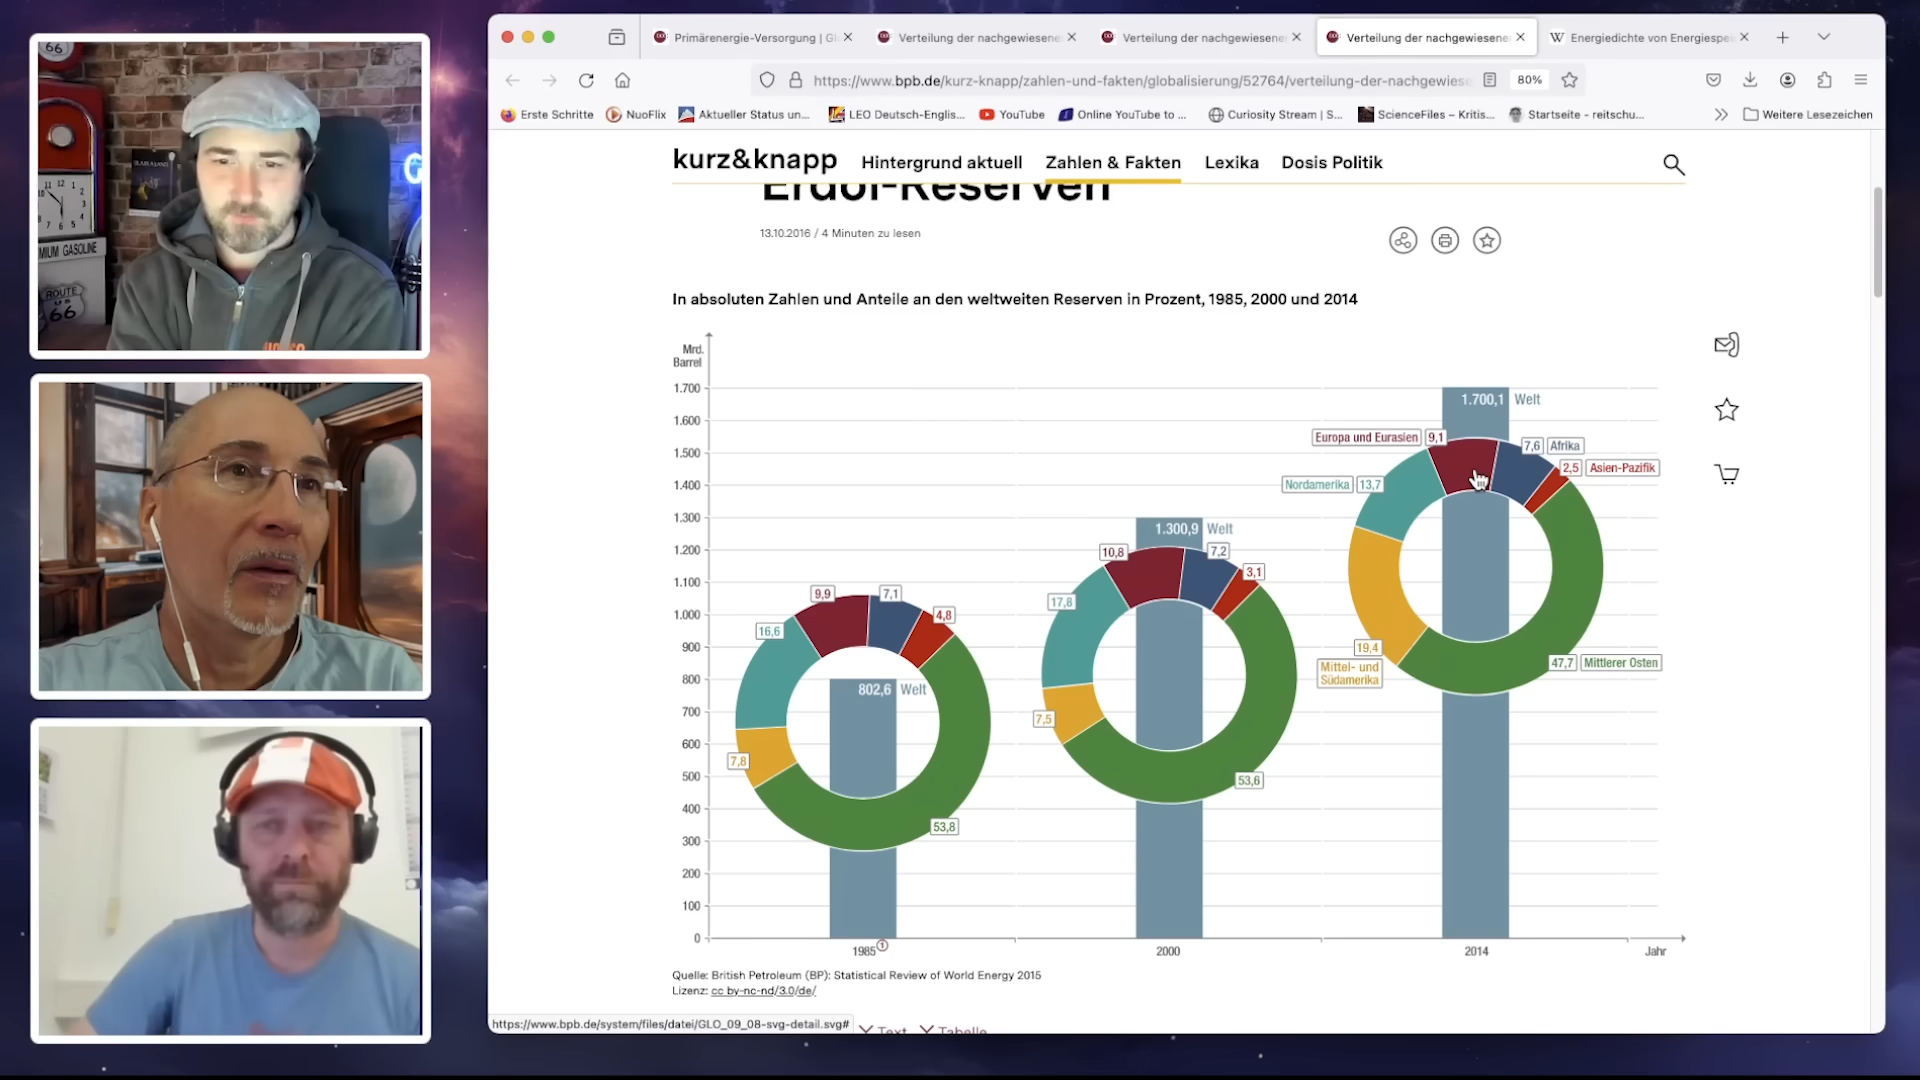 66
MIUM GASOLINE
ROUTE
66
Primärenergie-Versorgung | Gl
Verteilung der nachgewiesene
Verteilung der nachgewiesene
Verteilung der nachgewiesene
Energiedichte von Energiespe
https://www.bpb.de/kurz-knapp/zahlen-und-fakten/globalisierung/52764/verteilung-der-nachgewiese
80%
Erste Schritte
NuoFlix
Aktueller Status un...
LEO Deutsch-Englis...
YouTube
Online YouTube to ...
Curiosity Stream | S...
ScienceFiles – Kritis...
Startseite - reitschu...
Weitere Lesezeichen
kurz&knapp
Hintergrund aktuell
Zahlen & Fakten
Lexika
Dosis Politik
Erdöl-Reserven
13.10.2016 / 4 Minuten zu lesen
In absoluten Zahlen und Anteile an den weltweiten Reserven in Prozent, 1985, 2000 und 2014
Mrd.
Barrel
1.700
1.600
1.500
1.400
1.300
1.200
1.100
1.000
900
800
700
600
500
400
300
200
100
0
802,6 Welt
9,9
7,1
4,8
16,6
7,8
53,8
1.300,9 Welt
10,8
7,2
3,1
17,8
7,5
53,6
1.700,1 Welt
Europa und Eurasien 9,1
7,6 Afrika
2,5 Asien-Pazifik
Nordamerika 13,7
19,4
Mittel- und
Südamerika
47,7 Mittlerer Osten
1985 1
2000
2014
Jahr
Quelle: British Petroleum (BP): Statistical Review of World Energy 2015
Lizenz: cc by-nc-nd/3.0/de/
https://www.bpb.de/system/files/datei/GLO_09_08-svg-detail.svg#
Text
Tabelle